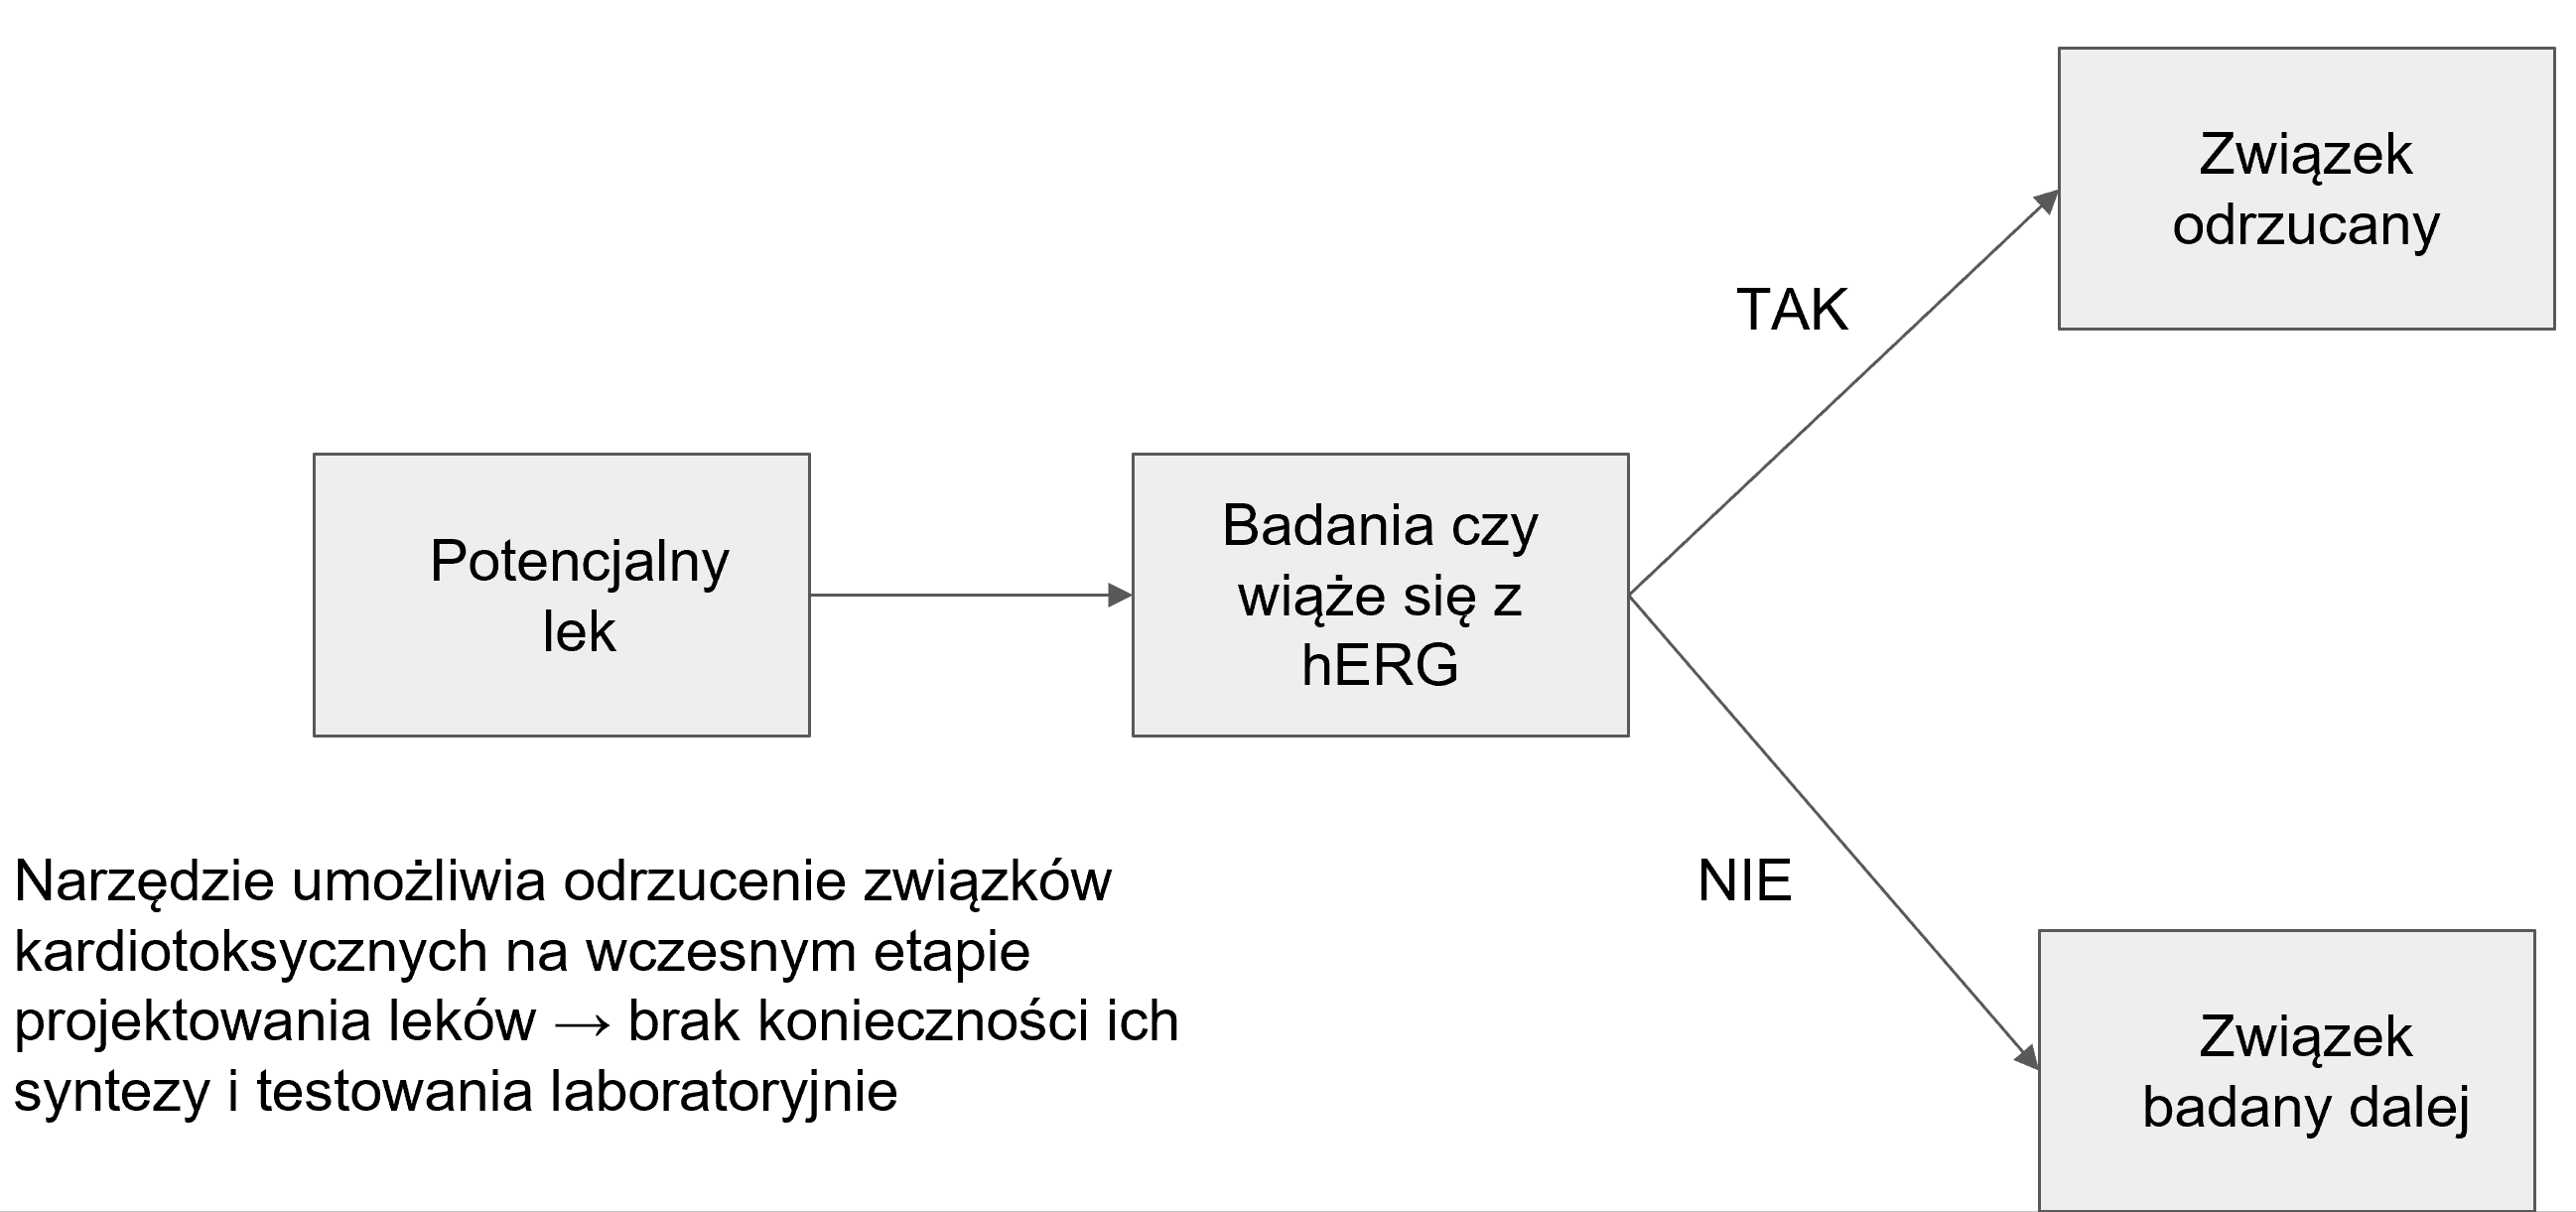 Związek
odrzucany
TAK
Potencjalny
lek
Badania czy
wiąże się z
hERG
NIE
Narzędzie umożliwia odrzucenie związków
kardiotoksycznych na wczesnym etapie
projektowania leków → brak konieczności ich
syntezy i testowania laboratoryjnie
Związek
badany dalej